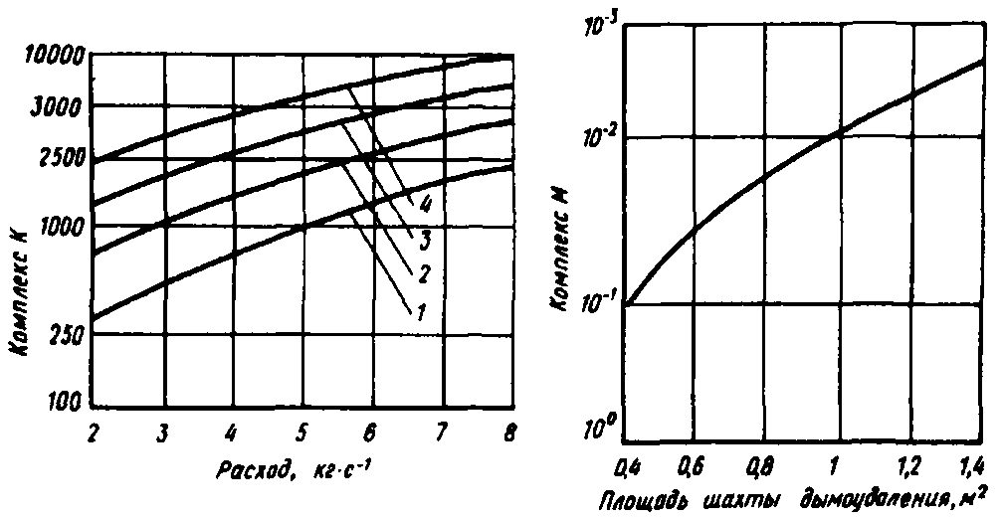 Комплекс К
10000
3000
2500
1000
250
100
2 3 4 5 6 7 8
Расход, кг·с⁻¹
4
3
2
1
Комплекс М
10⁻³
10⁻²
10⁻¹
10⁰
0,4 0,6 0,8 1 1,2 1,4
Площадь шахты дымоудаления, м²